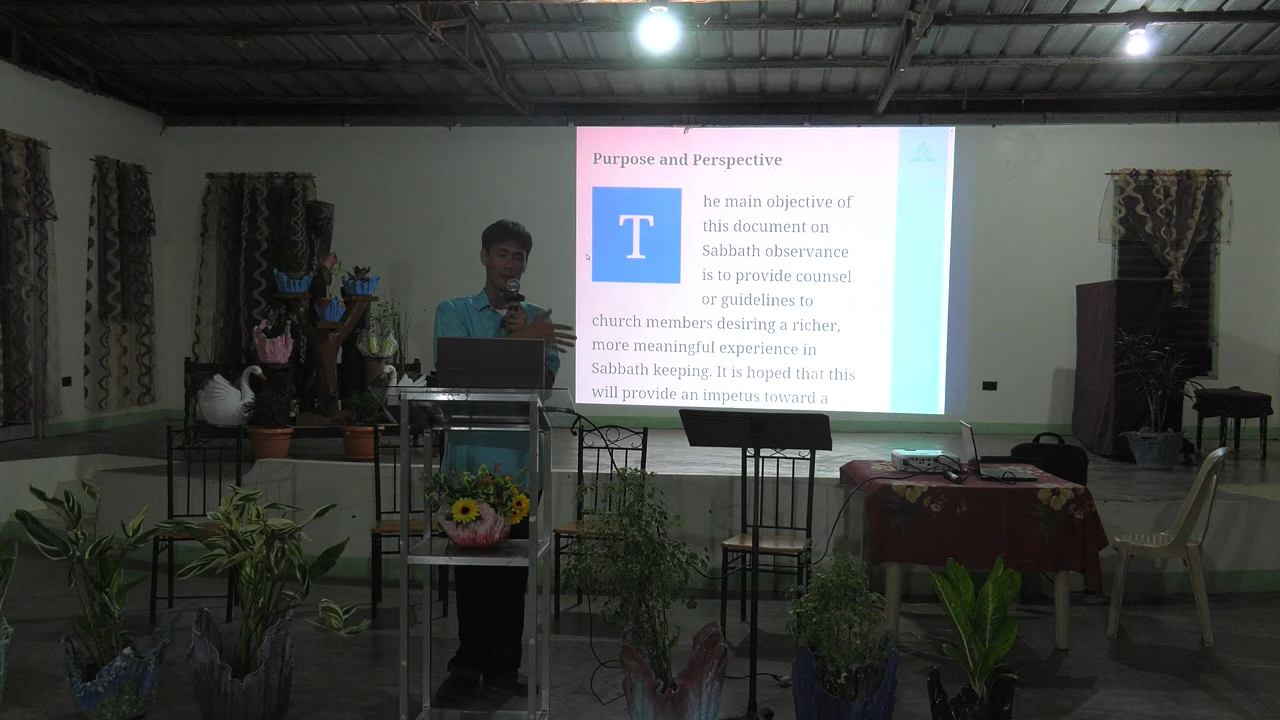 Purpose and Perspective
The main objective of
this document on
Sabbath observance
is to provide counsel
or guidelines to
church members desiring a richer,
more meaningful experience in
Sabbath keeping. It is hoped that this
will provide an impetus toward a